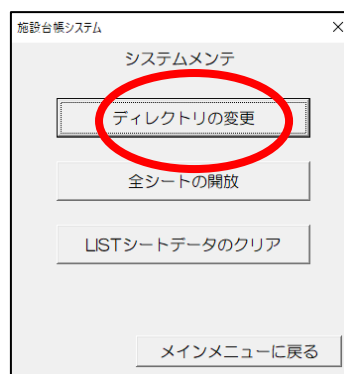 施設台帳システム
システムメンテ
ディレクトリの変更
全シートの開放
LISTシートデータのクリア
メインメニューに戻る